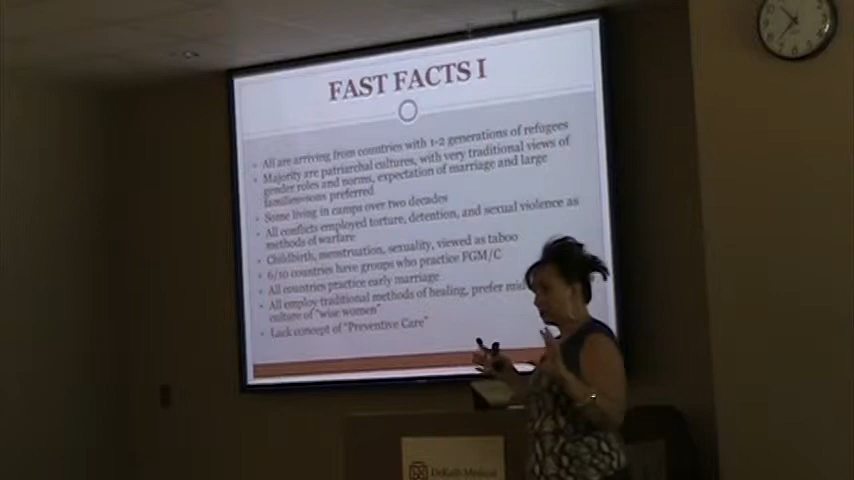 FAST FACTS I
• All are arriving from countries with 1-2 generations of refugees
• Majority are patriarchal cultures, with very traditional views of
gender roles and norms, expectation of marriage and large
families=sons preferred
• Some living in camps over two decades
• All conflicts employed torture, detention, and sexual violence as
methods of warfare
• Childbirth, menstruation, sexuality, viewed as taboo
• 6/10 countries have groups who practice FGM/C
• All countries practice early marriage
• All employ traditional methods of healing, prefer
culture of "wise women"
• Lack concept of "Preventive Care"
DeKalb Medical